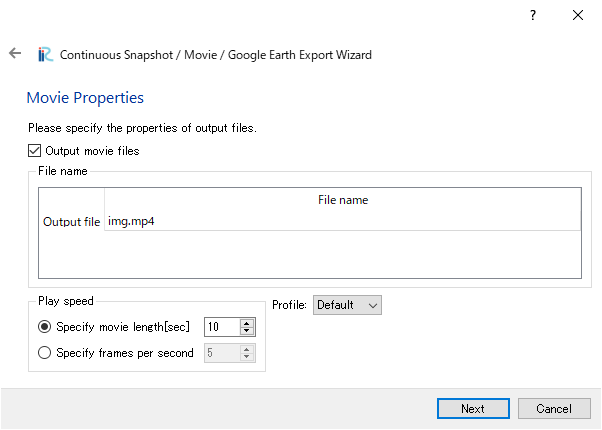 ?
Continuous Snapshot / Movie / Google Earth Export Wizard
Movie Properties
Please specify the properties of output files.
Output movie files
File name
File name
Output file img.mp4
Play speed
Profile: Default
Specify movie length[sec] 10
Specify frames per second 5
Next Cancel